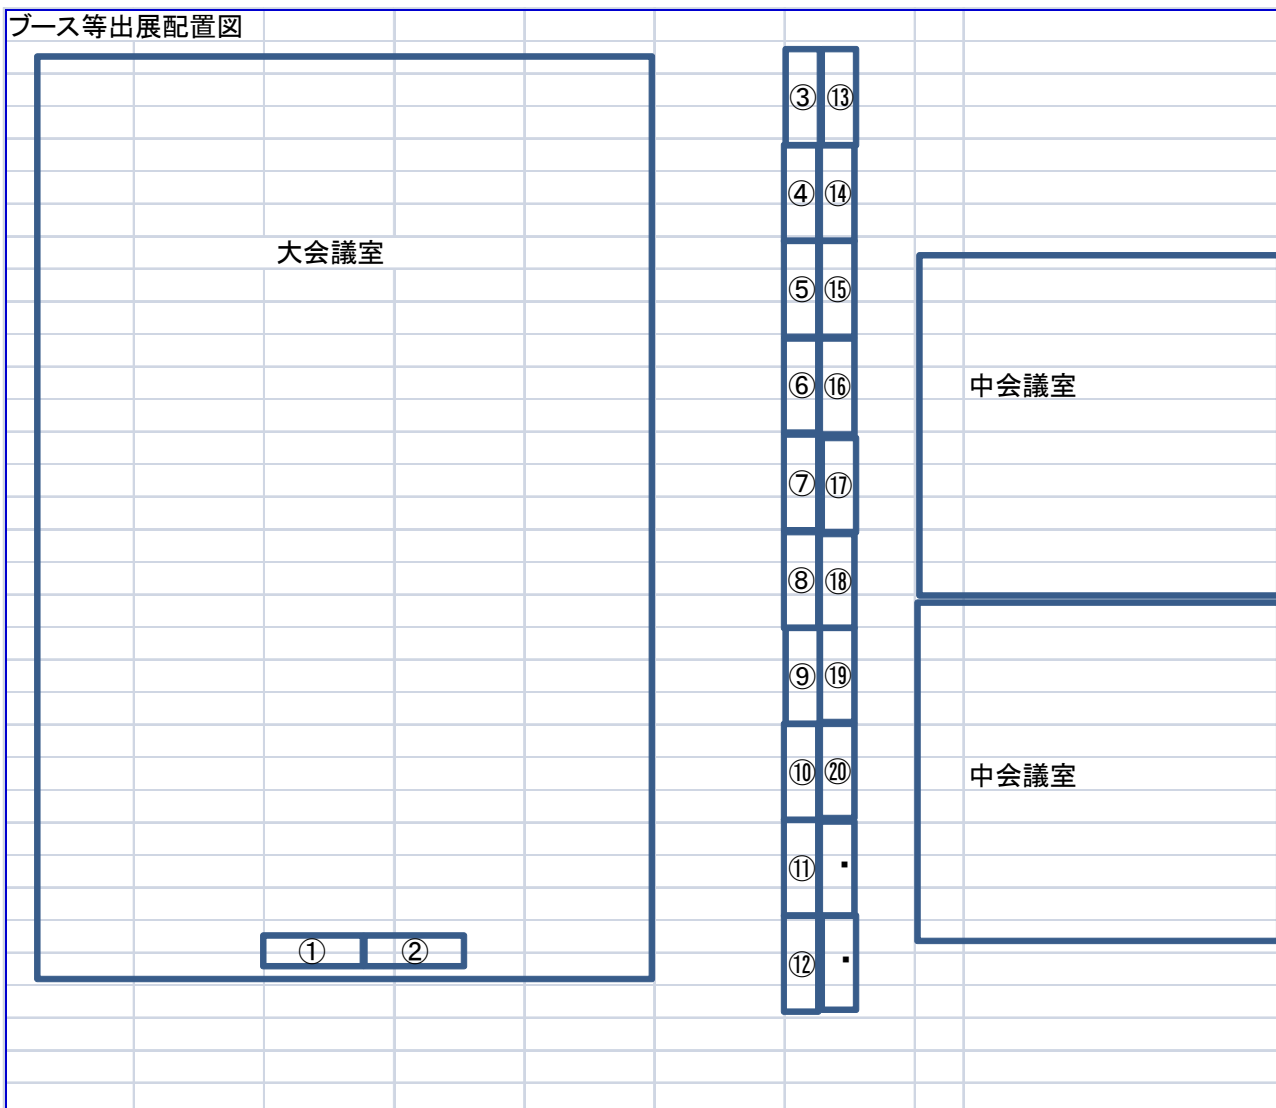 ブース等出展配置図
③ ⑬
④ ⑭
大会議室
⑤ ⑮
⑥ ⑯
中会議室
⑦ ⑰
⑧ ⑱
⑨ ⑲
⑩ ⑳
中会議室
⑪ ・
① ②
⑫ ・